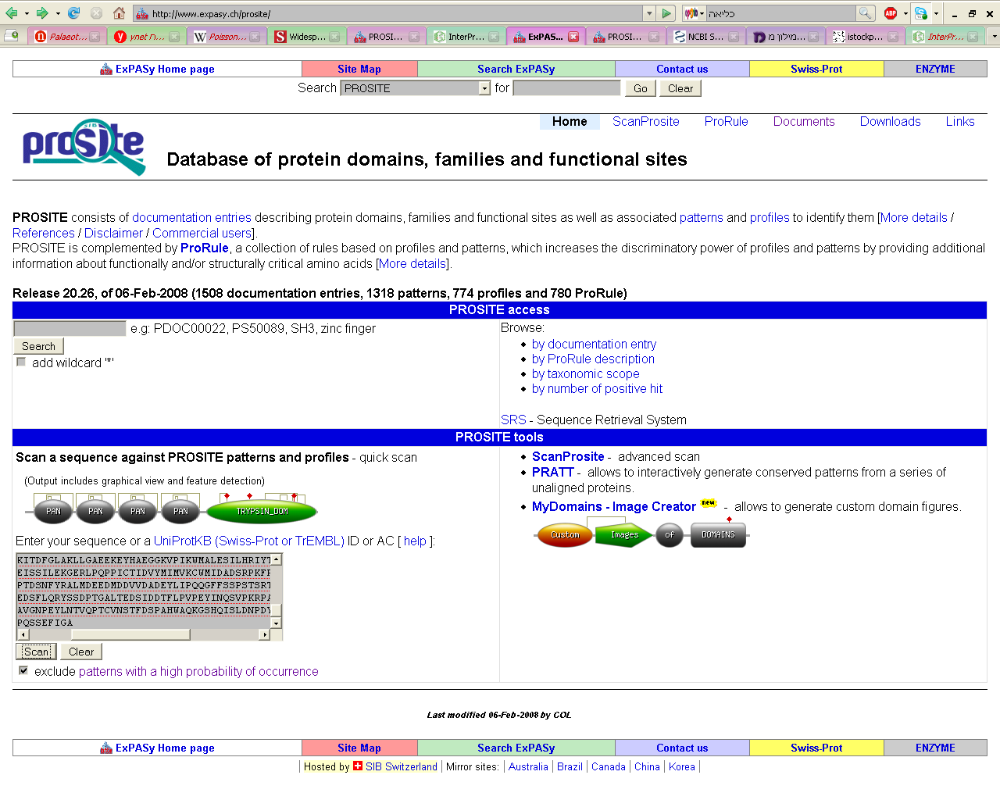 http://www.expasy.ch/prosite/ כליאה ABP
Palaeot... ynet ...ח Poisson... Widesp... PROSI... InterPr... ExPAS... PROSI... NCBI S... מילון מ... istockp... InterPr...
ExPASy Home page Site Map Search ExPASy Contact us Swiss-Prot ENZYME
Search PROSITE for Go Clear
Home ScanProsite ProRule Documents Downloads Links
SIB
prosite
Database of protein domains, families and functional sites
PROSITE consists of documentation entries describing protein domains, families and functional sites as well as associated patterns and profiles to identify them [More details /
References / Disclaimer / Commercial users].
PROSITE is complemented by ProRule, a collection of rules based on profiles and patterns, which increases the discriminatory power of profiles and patterns by providing additional
information about functionally and/or structurally critical amino acids [More details].
Release 20.26, of 06-Feb-2008 (1508 documentation entries, 1318 patterns, 774 profiles and 780 ProRule)
PROSITE access
e.g: PDOC00022, PS50089, SH3, zinc finger
Search
add wildcard '*'
Browse:
by documentation entry
by ProRule description
by taxonomic scope
by number of positive hit
SRS - Sequence Retrieval System
PROSITE tools
Scan a sequence against PROSITE patterns and profiles - quick scan
(Output includes graphical view and feature detection)
PAN PAN PAN PAN TRYPSIN_DOM
Enter your sequence or a UniProtKB (Swiss-Prot or TrEMBL) ID or AC [ help ]:
KITDFGLAKLLGAEEKEYHAEGGKVPIKWMALESILHRIYT
EISSILEKGERLPQPPICTIDVYMIMVKCWMIDADSRPKFP
PTDSNFYRALMDEEDMDDVVDADEYLIPQQGFFSSPSTSRT
EDSFLQRYSSDPTGALTEDSIDDTFLPVPEYINQSVPKRPA
AVGNPEYLNTVQPTCVNSTFDSPAHWAQKGSHQISLDNPDY
PQSSEFIGA
Scan Clear
exclude patterns with a high probability of occurrence
ScanProsite - advanced scan
PRATT - allows to interactively generate conserved patterns from a series of
unaligned proteins.
MyDomains - Image Creator new - allows to generate custom domain figures.
Custom Images of DOMAINS
Last modified 06-Feb-2008 by COL
ExPASy Home page Site Map Search ExPASy Contact us Swiss-Prot ENZYME
Hosted by SIB Switzerland Mirror sites: Australia Brazil Canada China Korea